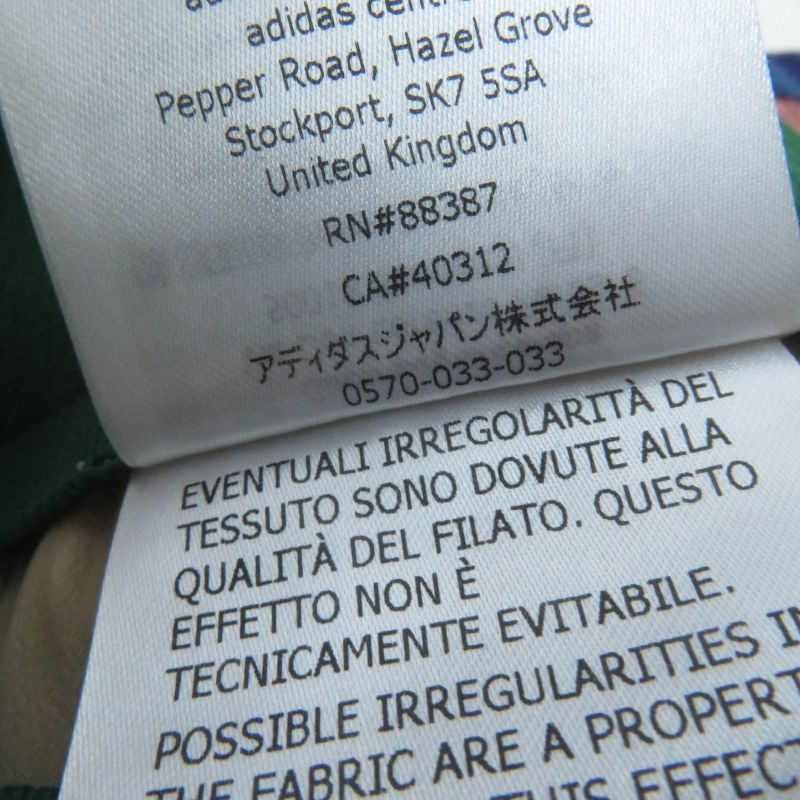 adidas
Pepper Road, Hazel Grove
Stockport, SK7 5SA
United Kingdom
RN#88387
CA#40312
アディダスジャパン株式会社
0570-033-033
EVENTUALI IRREGOLARITÀ DEL
TESSUTO SONO DOVUTE ALLA
QUALITÀ DEL FILATO. QUESTO
EFFETTO NON È
TECNICAMENTE EVITABILE.
POSSIBLE IRREGULARITIES
THE FABRIC ARE A
THIS